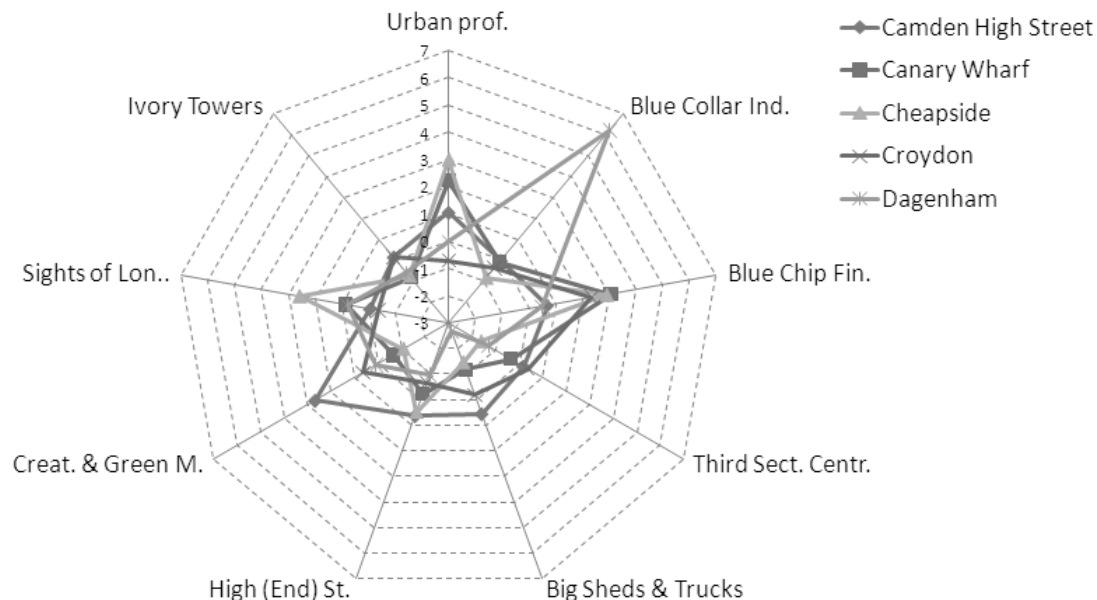 Urban prof.
Camden High Street
Canary Wharf
Cheapside
Croydon
Dagenham
Ivory Towers
Blue Collar Ind.
Sights of Lon..
Blue Chip Fin.
Creat. & Green M.
Third Sect. Centr.
High (End) St.
Big Sheds & Trucks
7
6
5
4
3
2
1
0
-1
-2
-3